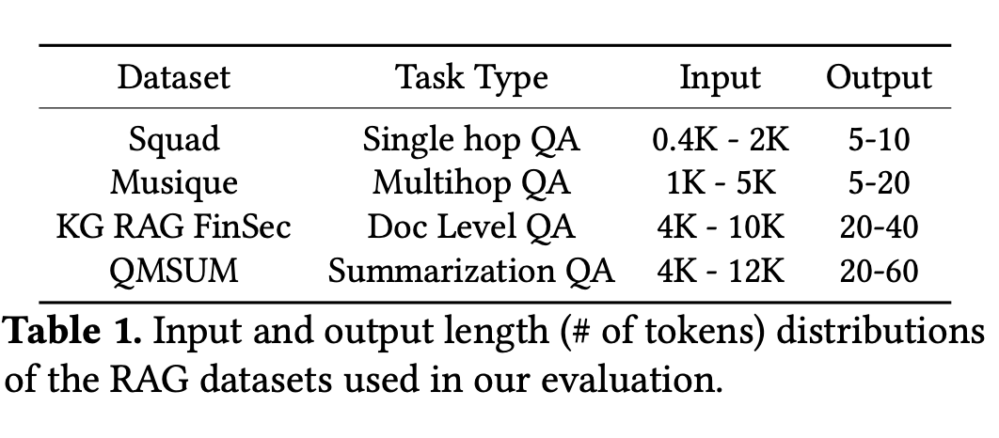 Dataset Task Type Input Output
Squad Single hop QA 0.4K - 2K 5-10
Musique Multihop QA 1K - 5K 5-20
KG RAG FinSec Doc Level QA 4K - 10K 20-40
QMSUM Summarization QA 4K - 12K 20-60
Table 1. Input and output length (# of tokens) distributions
of the RAG datasets used in our evaluation.